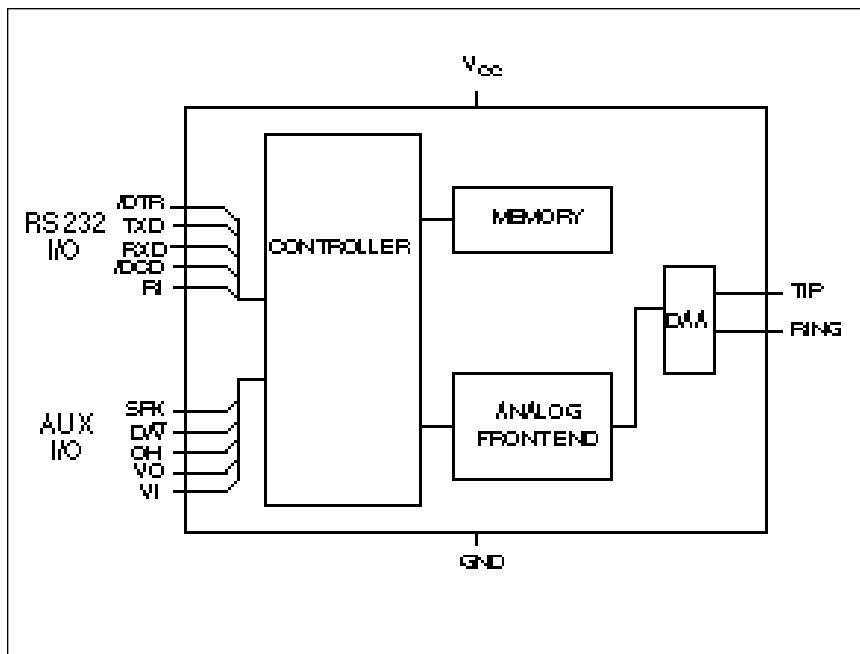 VCC
/DTR
RS232
I/O
TXD
RXD
/DCD
RI
CONTROLLER
MEMORY
DAA
TIP
RING
AUX
I/O
SPK
DAT
OH
VO
VI
ANALOG
FRONTEND
GND